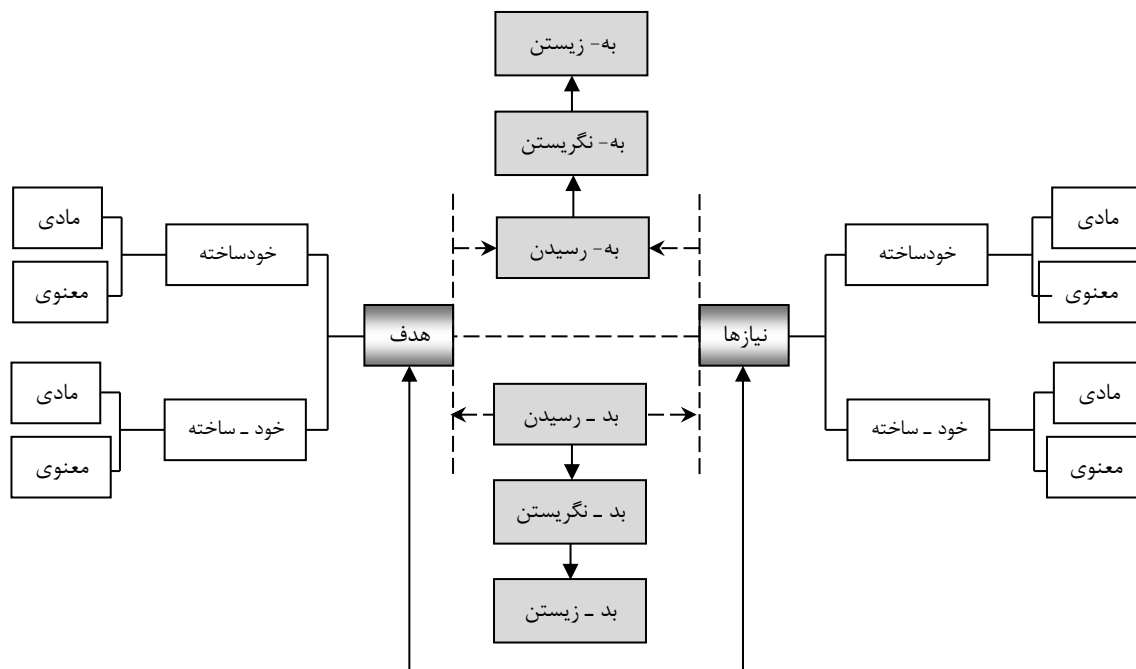 به- زیستن
به- نگریستن
به- رسیدن
مادی
معنوی
خودساخته
نیازها
مادی
معنوی
خود ـ ساخته
خودساخته
مادی
معنوی
هدف
خود ـ ساخته
مادی
معنوی
بد ـ رسیدن
بد ـ نگریستن
بد ـ زیستن